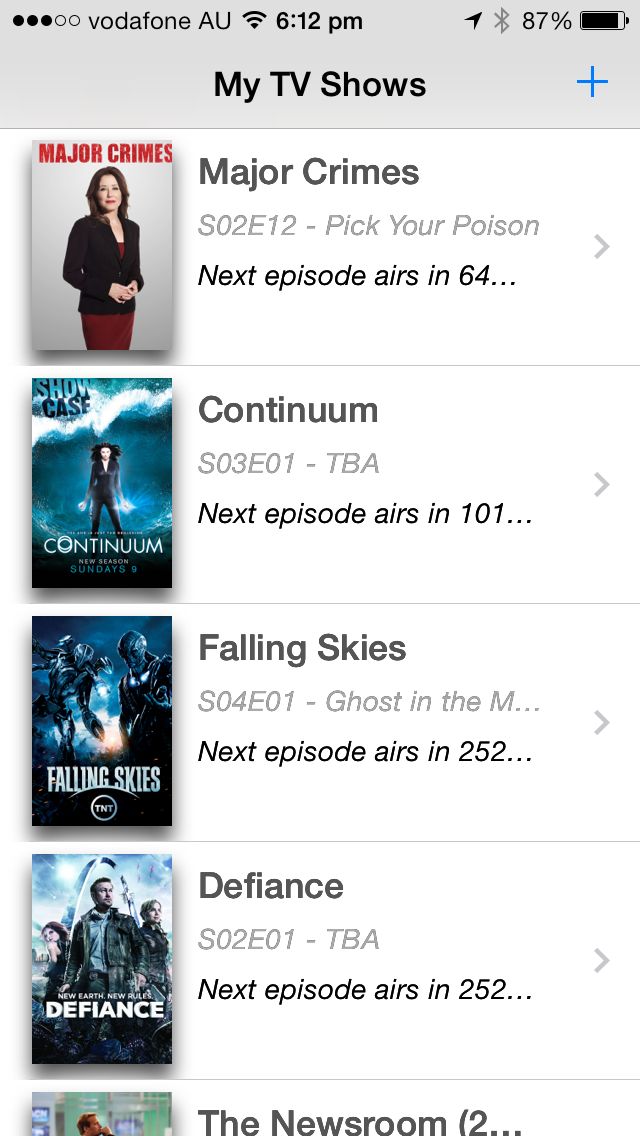 vodafone AU 6:12 pm 87%
My TV Shows
MAJOR CRIMES
Major Crimes
S02E12 - Pick Your Poison
Next episode airs in 64…
SHOW
CASE
CONTINUUM
NEW SEASON
SUNDAYS 9
Continuum
S03E01 - TBA
Next episode airs in 101…
FALLING SKIES
TNT
Falling Skies
S04E01 - Ghost in the M…
Next episode airs in 252…
NEW EARTH. NEW RULES.
DEFIANCE
Defiance
S02E01 - TBA
Next episode airs in 252…
The Newsroom (2…